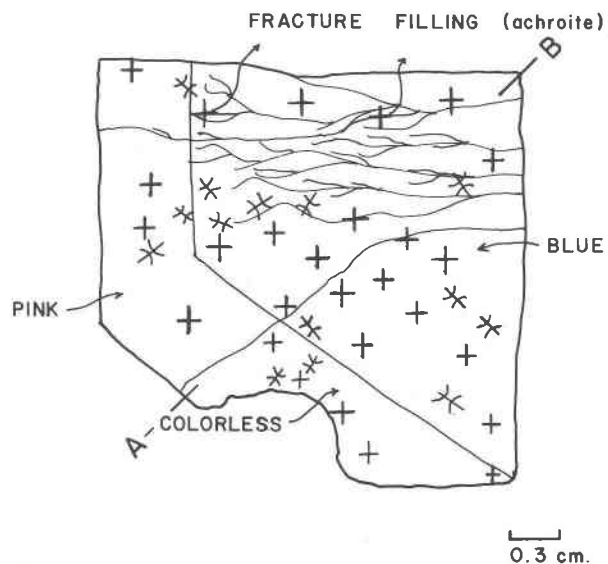 FRACTURE FILLING (achroite)
B
BLUE
PINK
A
COLORLESS
0.3 cm.